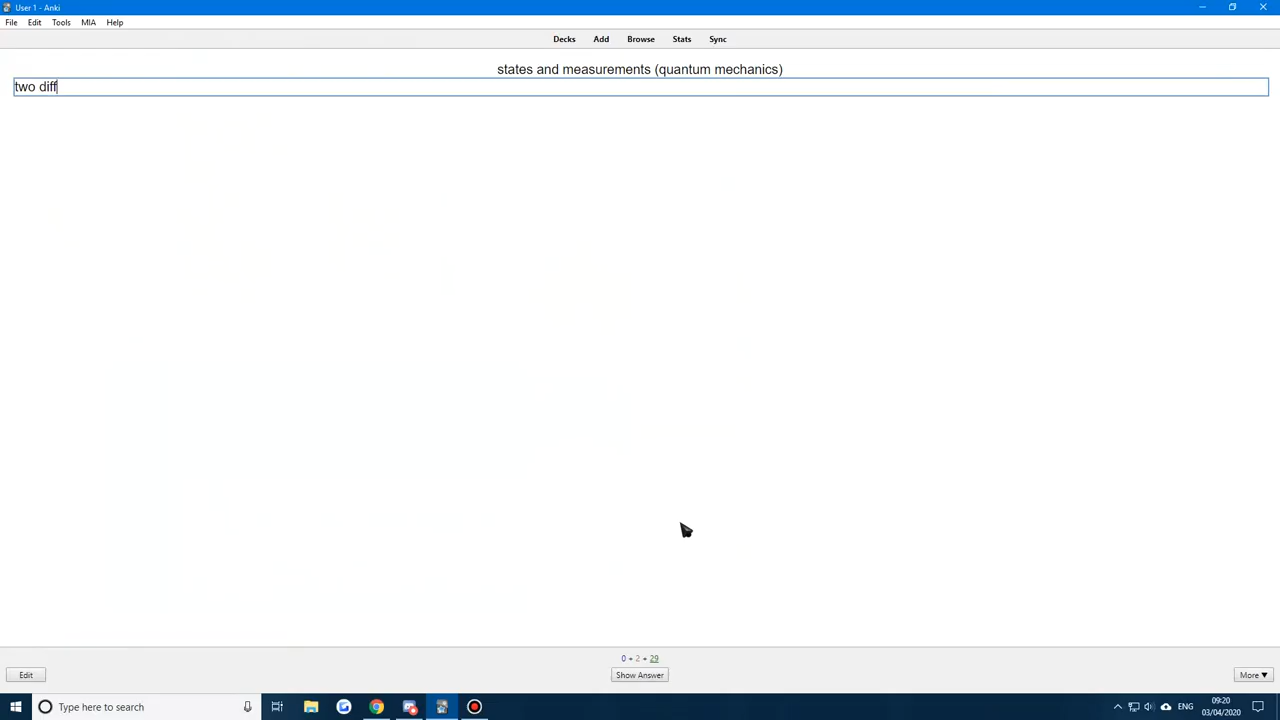 User 1 - Anki
File Edit Tools MIA Help
Decks Add Browse Stats Sync
states and measurements (quantum mechanics)
two diff
0 + 2 + 29
Edit Show Answer More ▼
Type here to search
ENG
09:20
03/04/2020